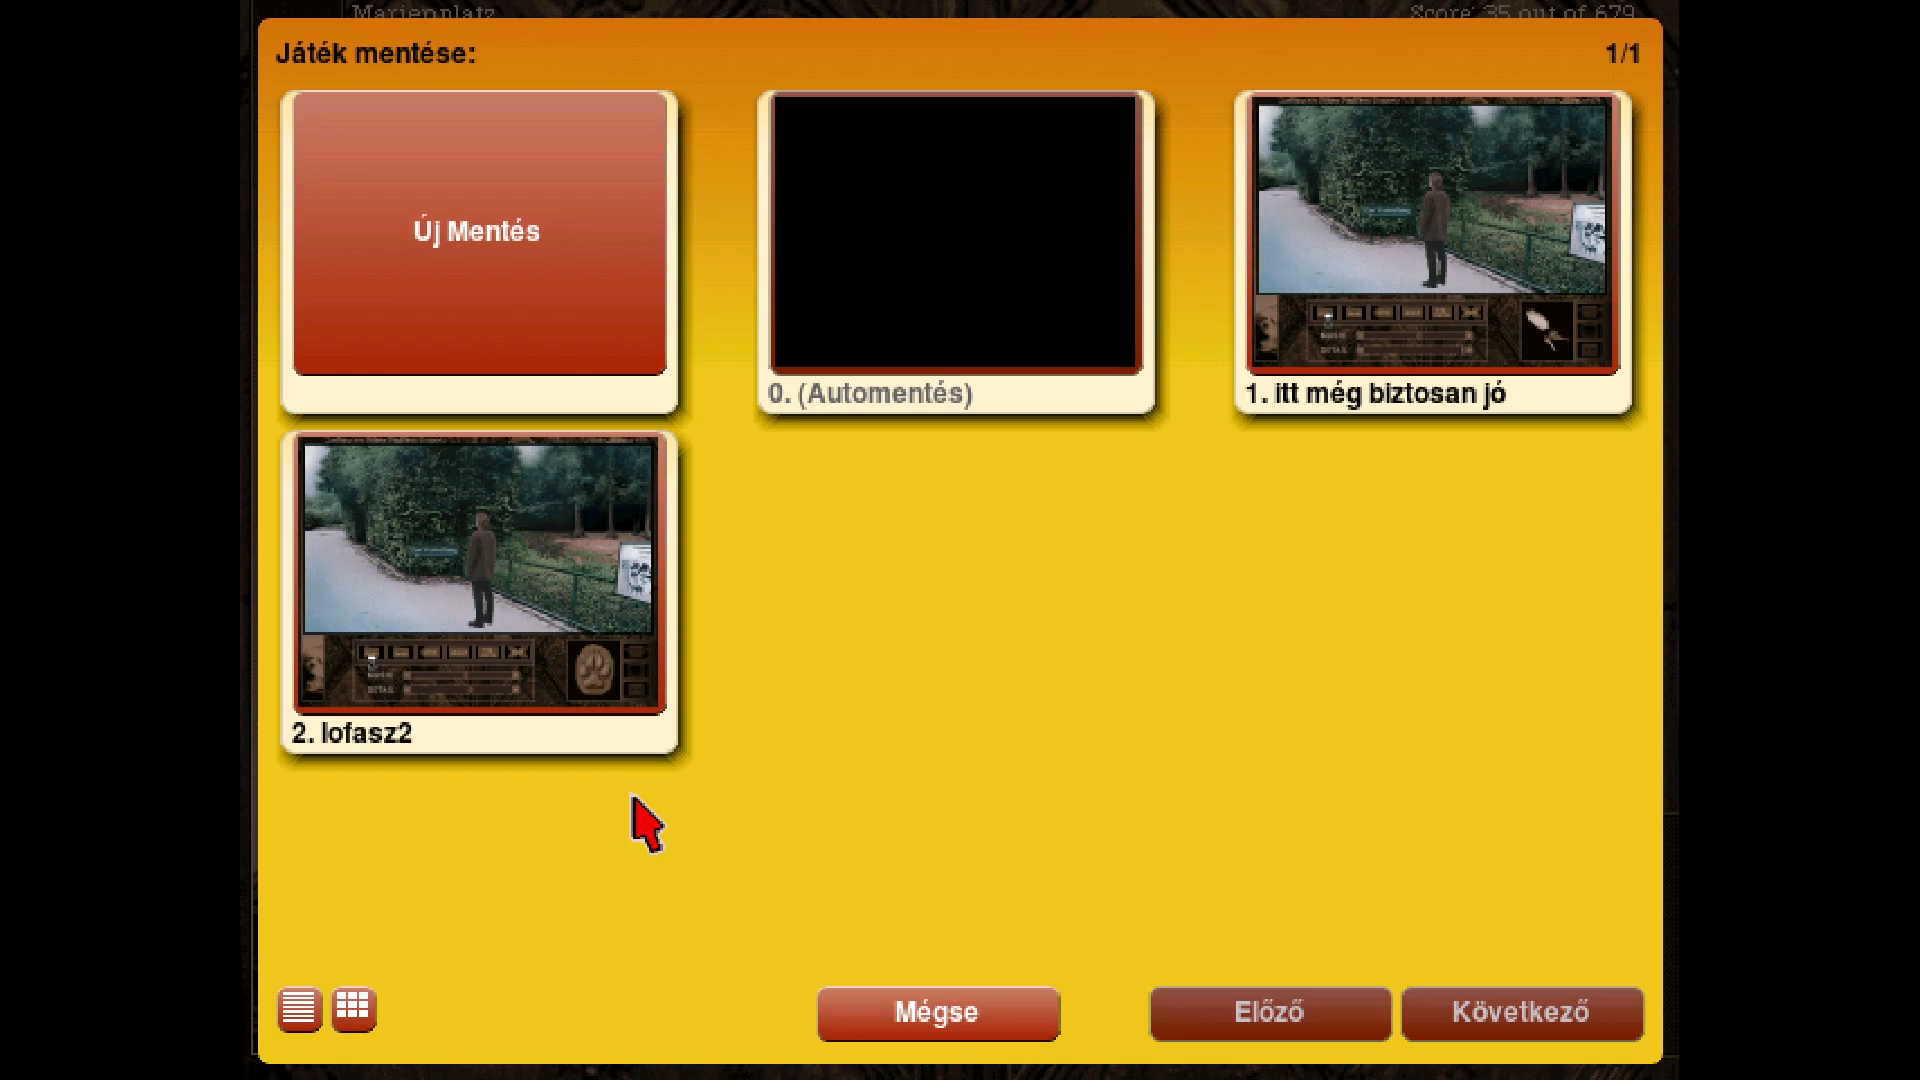 Marienplatz
Score: 35 out of 679
Játék mentése:
1/1
Új Mentés
0. (Automentés)
1. itt még biztosan jó
2. lofasz2
Mégse
Előző
Következő